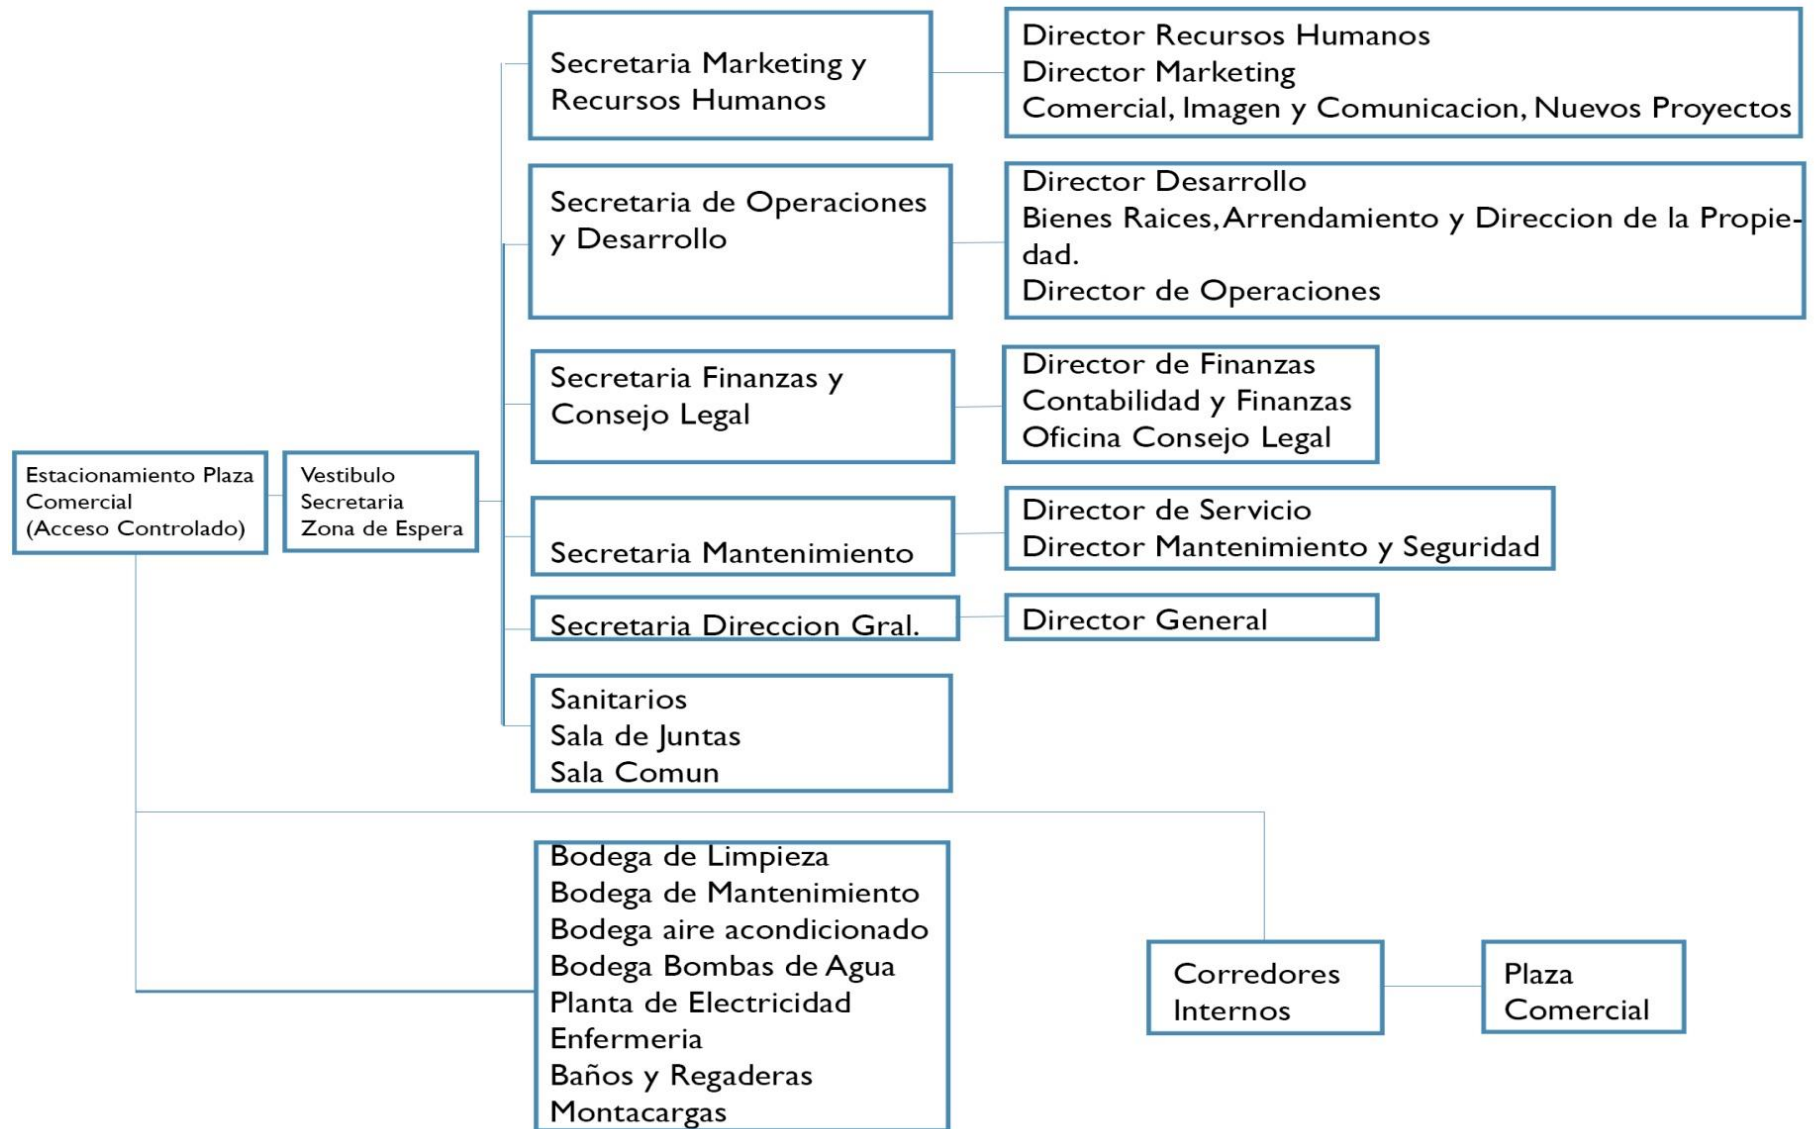 Secretaria Marketing y
Recursos Humanos
Director Recursos Humanos
Director Marketing
Comercial, Imagen y Comunicacion, Nuevos Proyectos
Secretaria de Operaciones
y Desarrollo
Director Desarrollo
Bienes Raices, Arrendamiento y Direccion de la Propie-
dad.
Director de Operaciones
Secretaria Finanzas y
Consejo Legal
Director de Finanzas
Contabilidad y Finanzas
Oficina Consejo Legal
Estacionamiento Plaza
Comercial
(Acceso Controlado)
Vestibulo
Secretaria
Zona de Espera
Secretaria Mantenimiento
Director de Servicio
Director Mantenimiento y Seguridad
Secretaria Direccion Gral.
Director General
Sanitarios
Sala de Juntas
Sala Comun
Bodega de Limpieza
Bodega de Mantenimiento
Bodega aire acondicionado
Bodega Bombas de Agua
Planta de Electricidad
Enfermeria
Baños y Regaderas
Montacargas
Corredores
Internos
Plaza
Comercial